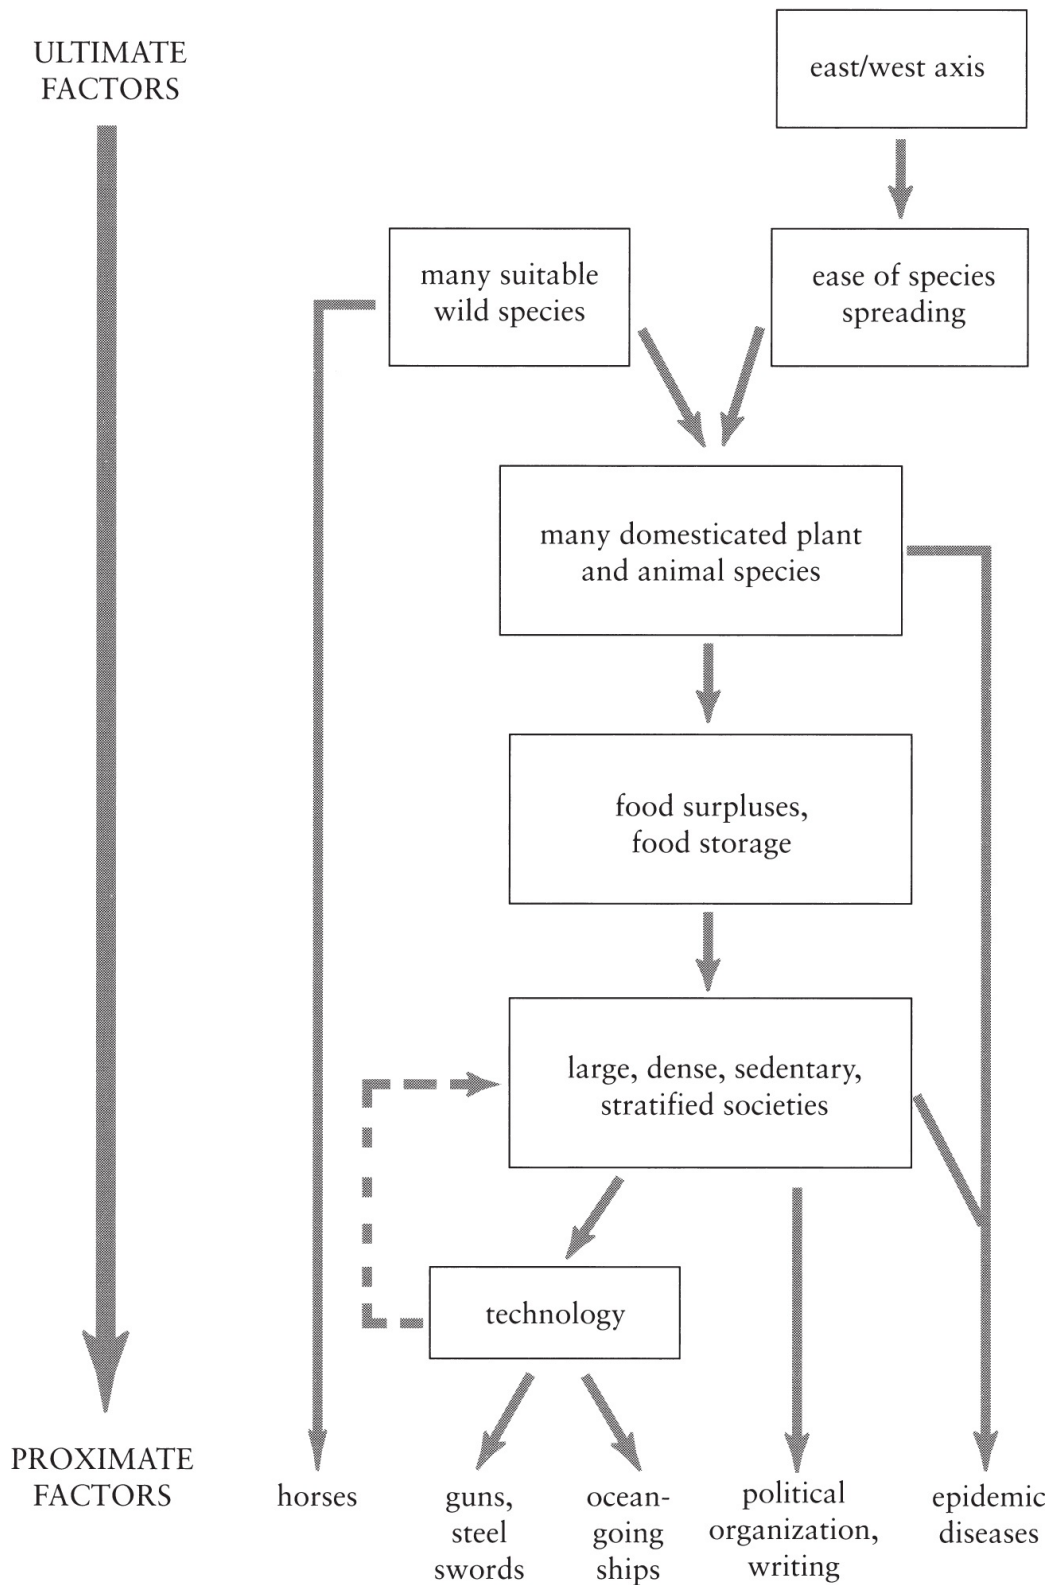 ULTIMATE
FACTORS
east/west axis
many suitable
wild species
ease of species
spreading
many domesticated plant
and animal species
food surpluses,
food storage
large, dense, sedentary,
stratified societies
technology
PROXIMATE
FACTORS
horses
guns,
steel
swords
ocean-
going
ships
political
organization,
writing
epidemic
diseases